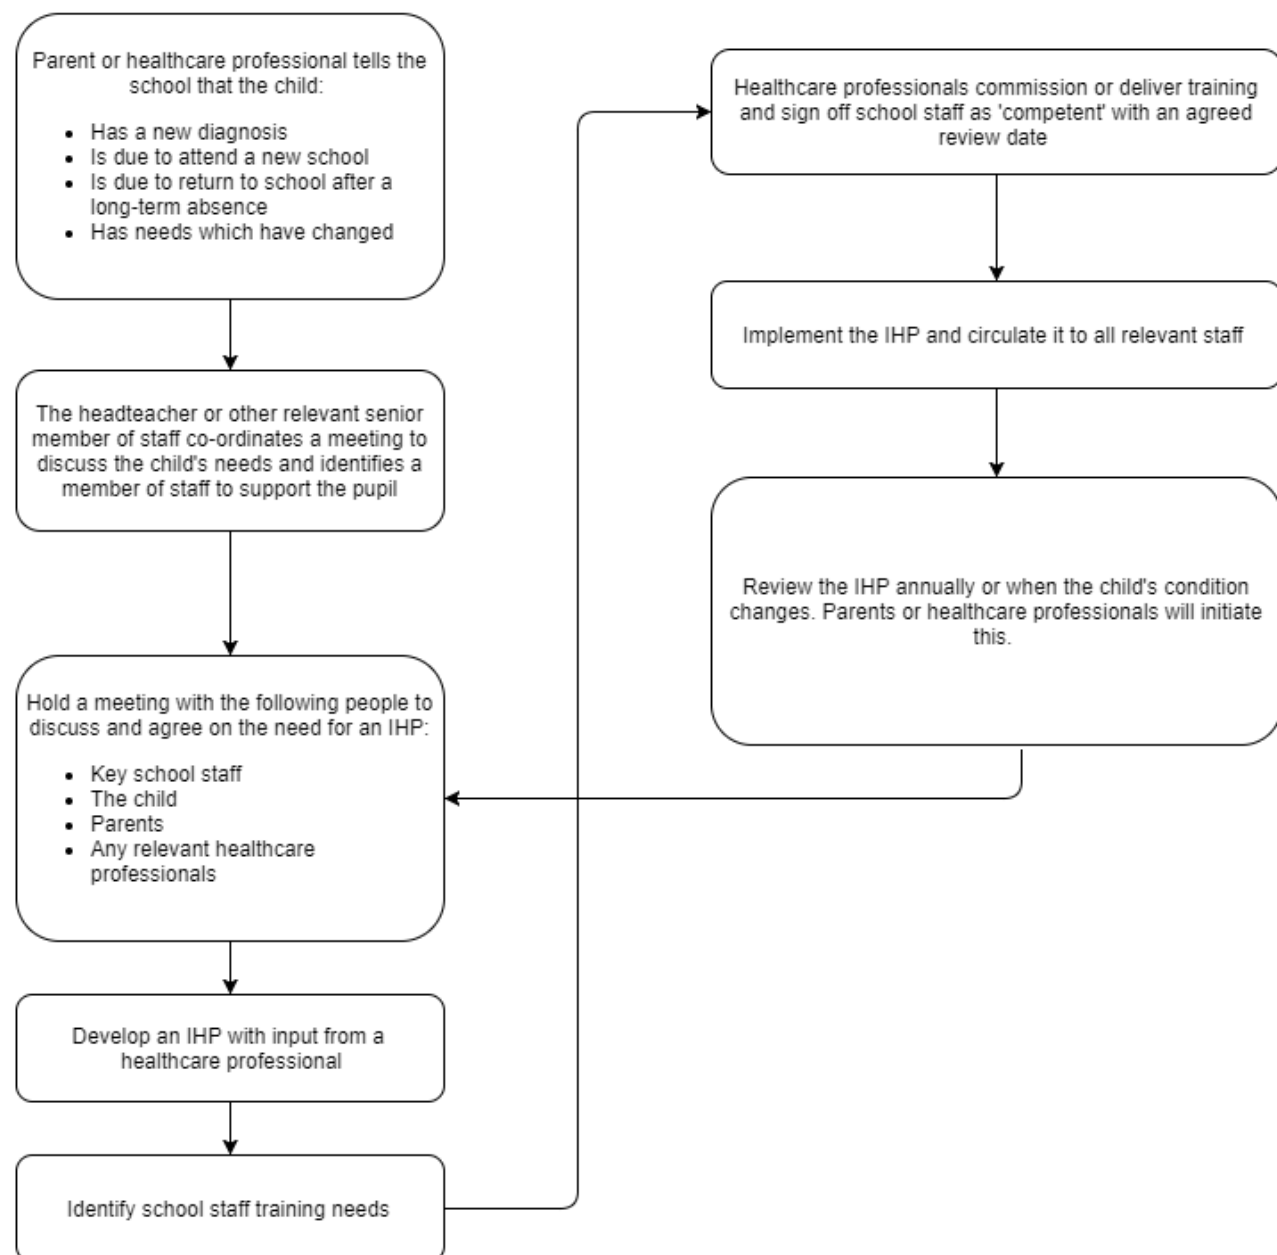 Parent or healthcare professional tells the
school that the child:
• Has a new diagnosis
• Is due to attend a new school
• Is due to return to school after a
long-term absence
• Has needs which have changed
The headteacher or other relevant senior
member of staff co-ordinates a meeting to
discuss the child's needs and identifies a
member of staff to support the pupil
Hold a meeting with the following people to
discuss and agree on the need for an IHP:
• Key school staff
• The child
• Parents
• Any relevant healthcare
professionals
Develop an IHP with input from a
healthcare professional
Identify school staff training needs
Healthcare professionals commission or deliver training
and sign off school staff as 'competent' with an agreed
review date
Implement the IHP and circulate it to all relevant staff
Review the IHP annually or when the child's condition
changes. Parents or healthcare professionals will initiate
this.